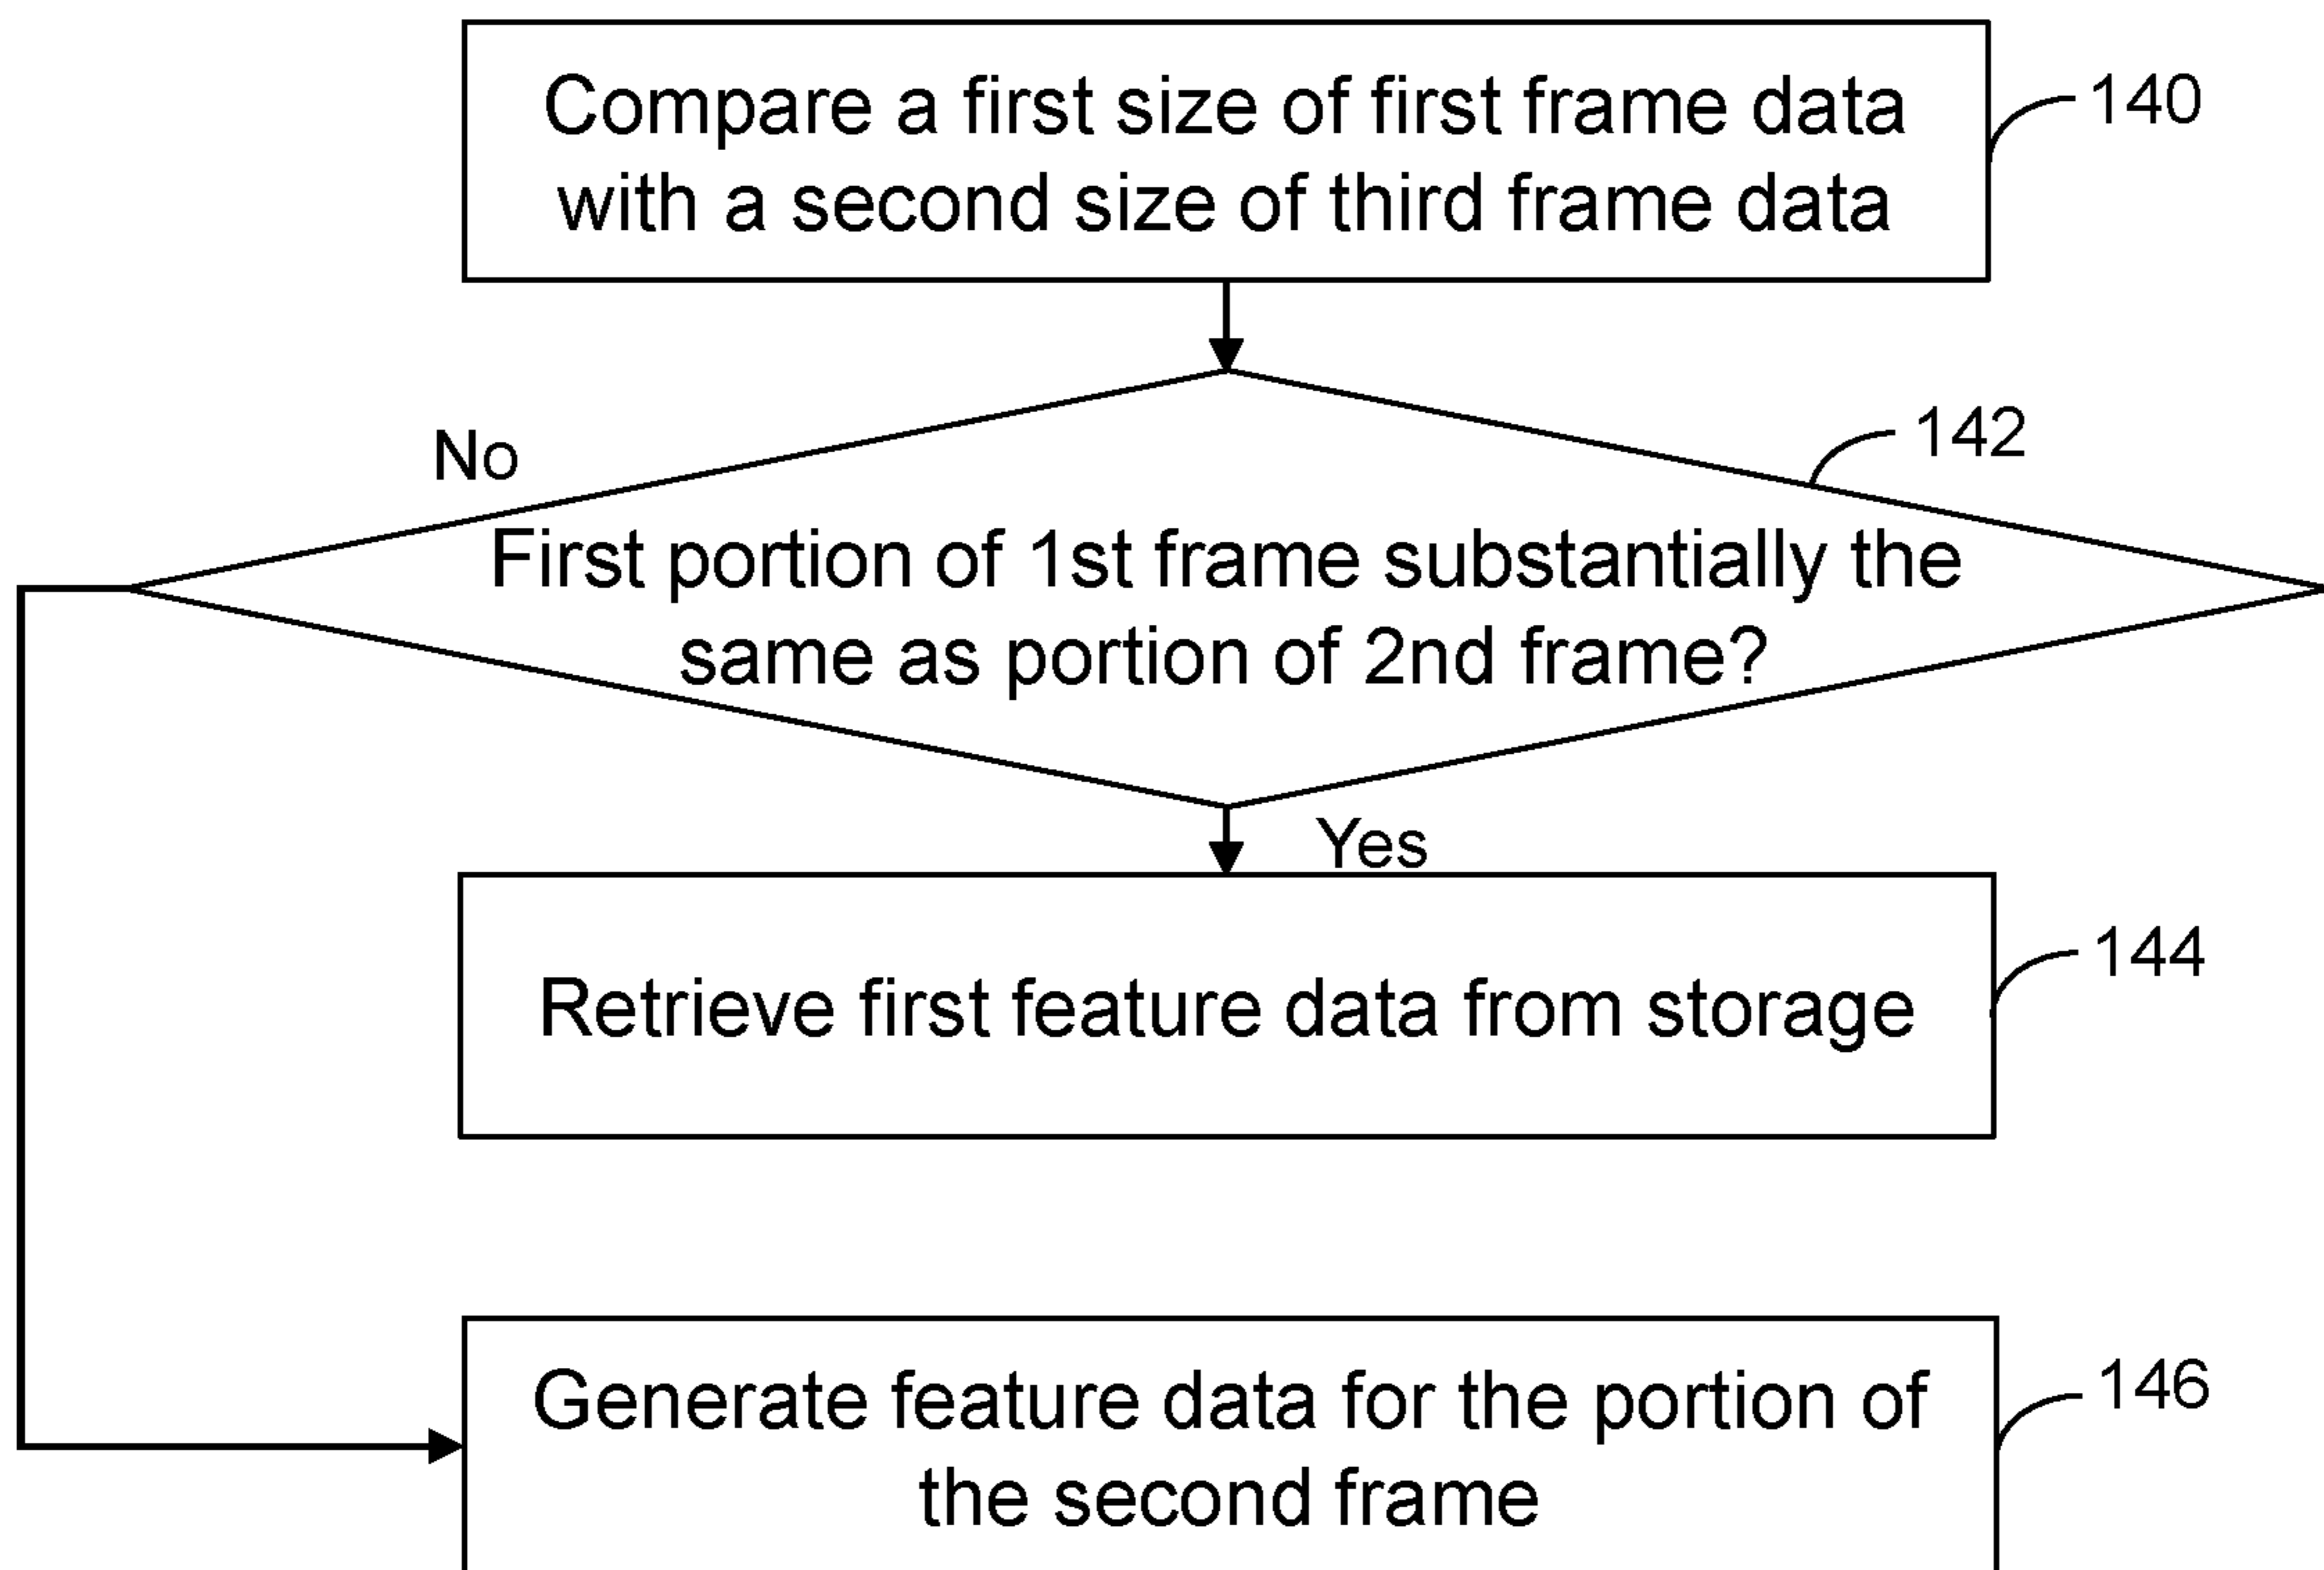 Compare a first size of first frame data
with a second size of third frame data
140
No
142
First portion of 1st frame substantially the
same as portion of 2nd frame?
Yes
Retrieve first feature data from storage
144
Generate feature data for the portion of
the second frame
146